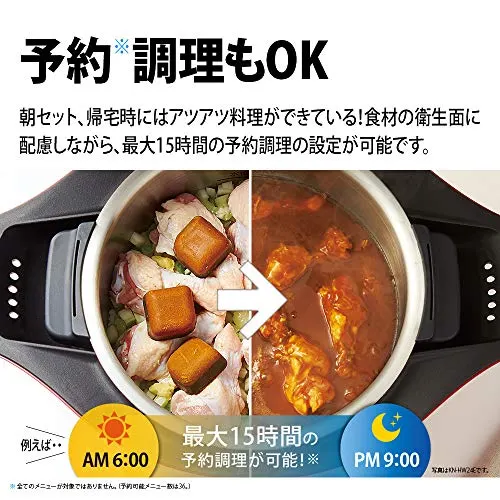 予約※調理もOK
朝セット、帰宅時にはアツアツ料理ができている!食材の衛生面に
配慮しながら、最大15時間の予約調理の設定が可能です。
例えば・・
AM 6:00
最大15時間の
予約調理が可能!※
PM 9:00
写真はKN-HW24Eです。
※全てのメニューが対象ではありません。(予約可能メニュー数は36。)